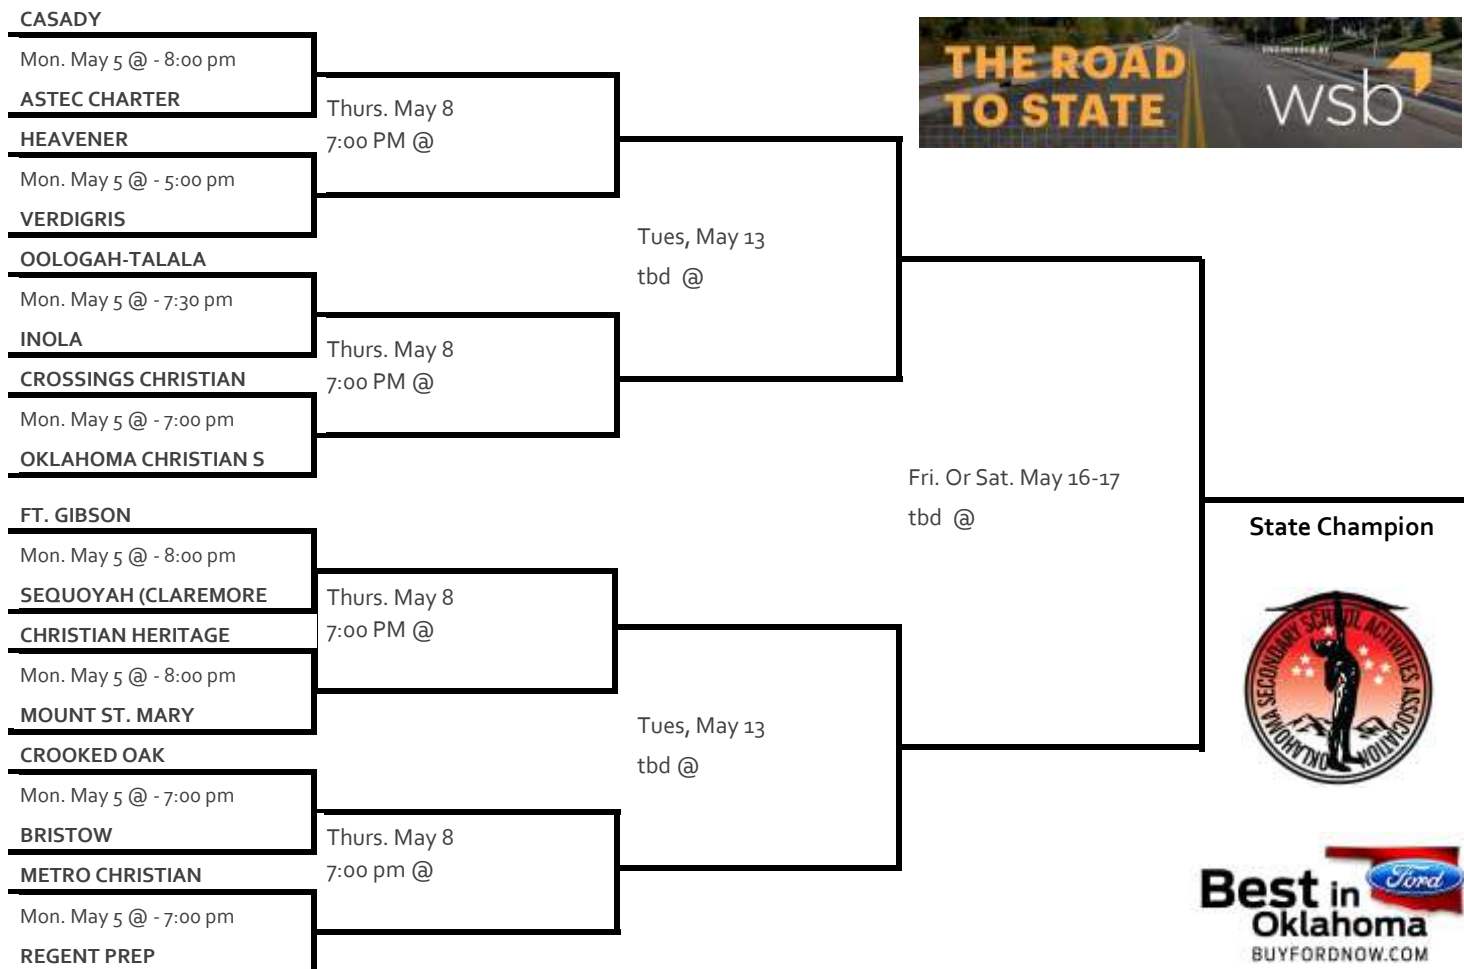 CASADY
Mon. May 5 @ - 8:00 pm
ASTEC CHARTER
HEAVENER
Mon. May 5 @ - 5:00 pm
VERDIGRIS
OOLOGAH-TALALA
Mon. May 5 @ - 7:30 pm
INOLA
CROSSINGS CHRISTIAN
Mon. May 5 @ - 7:00 pm
OKLAHOMA CHRISTIAN S
FT. GIBSON
Mon. May 5 @ - 8:00 pm
SEQUOYAH (CLAREMORE
CHRISTIAN HERITAGE
Mon. May 5 @ - 8:00 pm
MOUNT ST. MARY
CROOKED OAK
Mon. May 5 @ - 7:00 pm
BRISTOW
METRO CHRISTIAN
Mon. May 5 @ - 7:00 pm
REGENT PREP
Thurs. May 8
7:00 PM @
Thurs. May 8
7:00 PM @
Thurs. May 8
7:00 PM @
Thurs. May 8
7:00 pm @
Tues, May 13
tbd @
Tues, May 13
tbd @
Fri. Or Sat. May 16-17
tbd @
THE ROAD
TO STATE
wsb
State Champion
OKLAHOMA SECONDARY SCHOOL ACTIVITIES ASSOCIATION
Best in
Ford
Oklahoma
BUYFORDNOW.COM